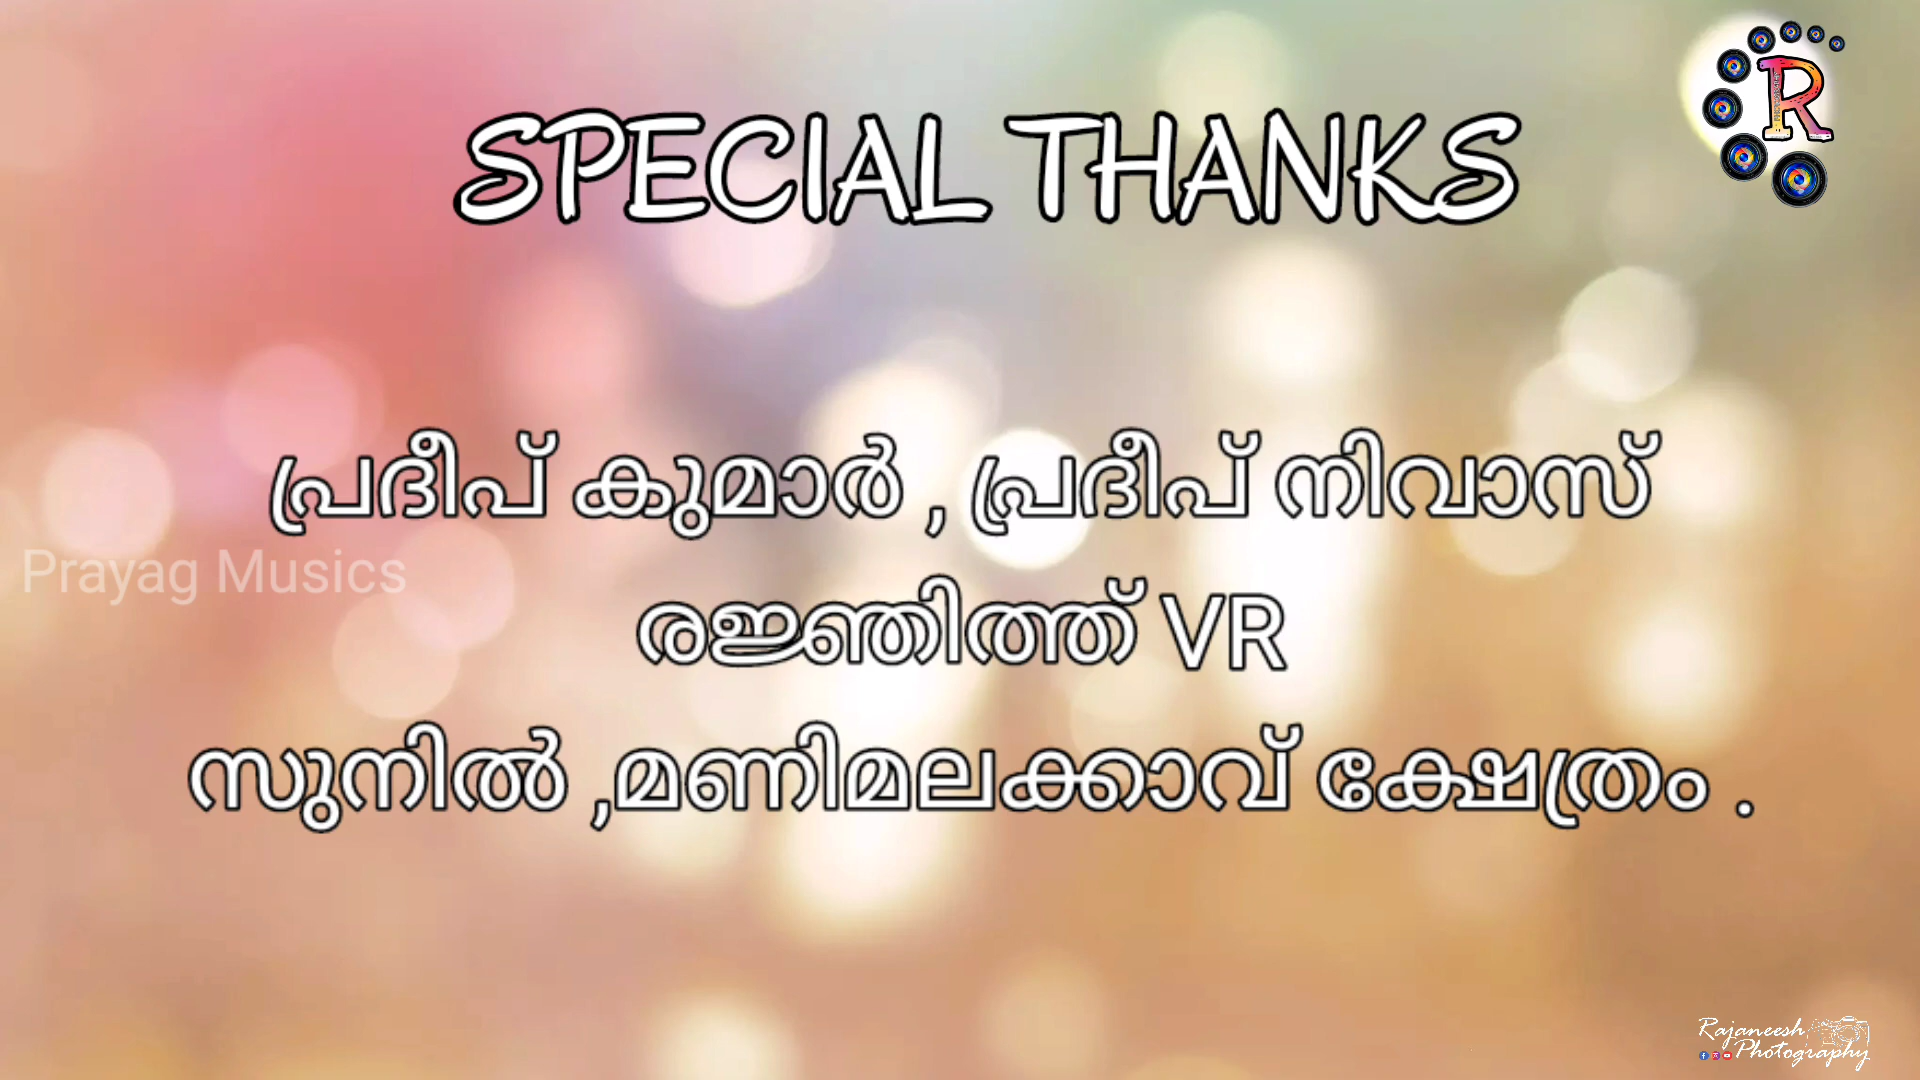 SPECIAL THANKS
R
പ്രദീപ് കുമാർ , പ്രദീപ് നിവാസ്
Prayag Musics
രഞ്ജിത്ത് VR
സുനിൽ ,മണിമലക്കാവ് ക്ഷേത്രം .
Rajaneesh
Photography